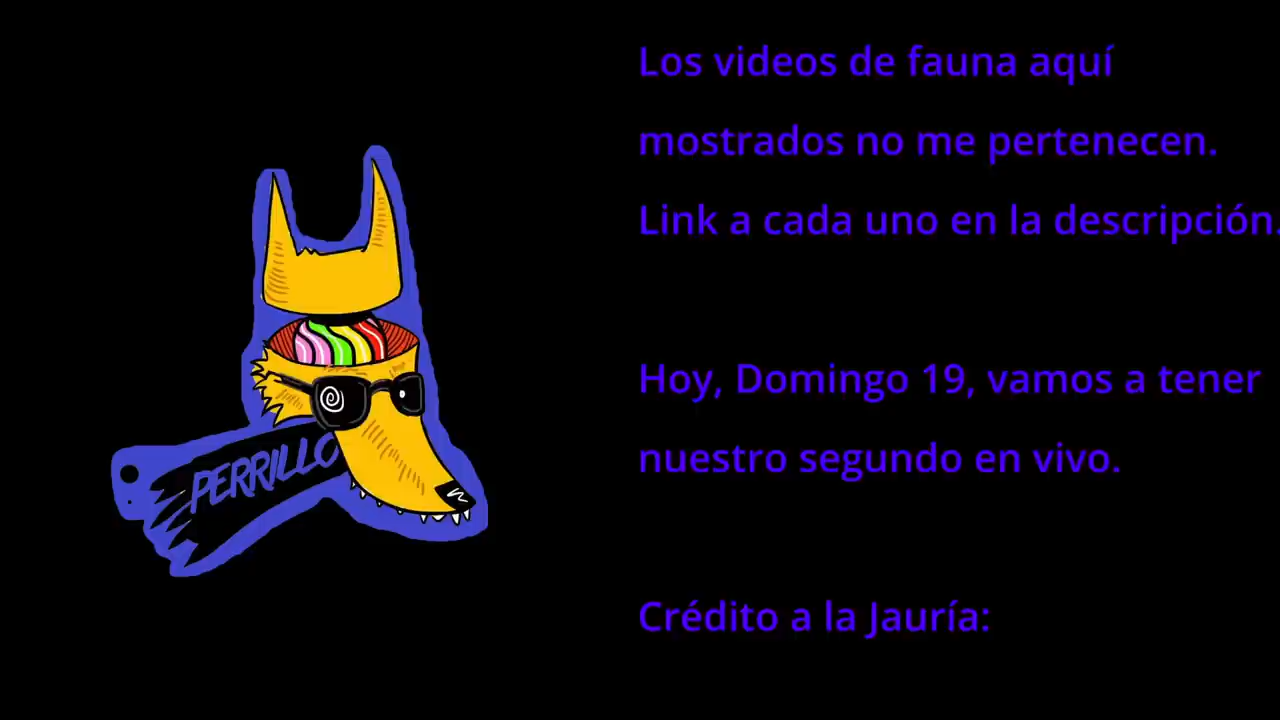 Los videos de fauna aquí
mostrados no me pertenecen.
Link a cada uno en la descripción.
Hoy, Domingo 19, vamos a tener
nuestro segundo en vivo.
Crédito a la Jauría:
PERRILLO